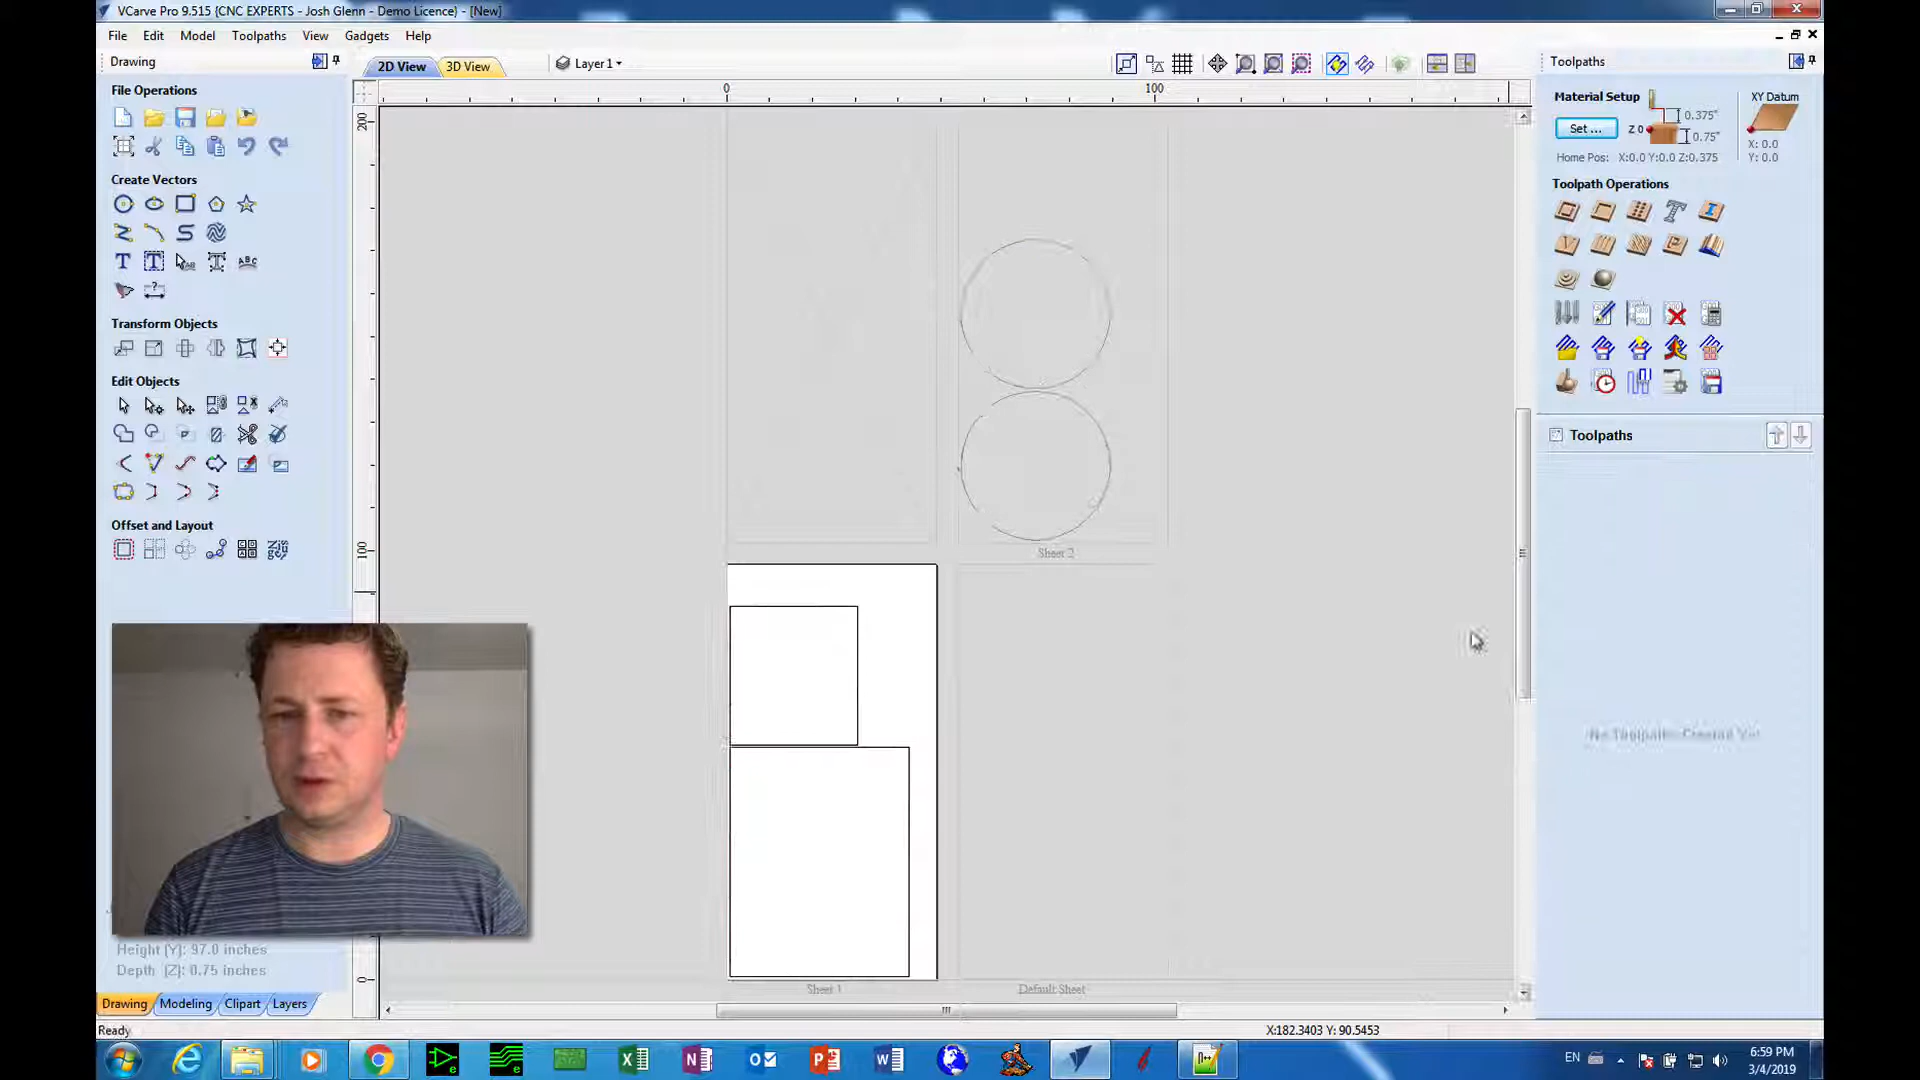 VCarve Pro 9.515 {CNC EXPERTS - Josh Glenn - Demo Licence} - [New]
File Edit Model Toolpaths View Gadgets Help
Drawing
2D View
3D View
Layer 1
Toolpaths
File Operations
0
100
Material Setup
XY Datum
0.375"
Set ...
Z 0
0.75"
X: 0.0
Y: 0.0
Home Pos: X:0.0 Y:0.0 Z:0.375
200
Create Vectors
Toolpath Operations
Transform Objects
Edit Objects
Toolpaths
Offset and Layout
100
Sheet 2
No Toolpaths Created Yet
Height (Y): 97.0 inches
Depth (Z): 0.75 inches
0
Sheet 1
Default Sheet
Drawing Modeling Clipart Layers
Ready
X:182.3403 Y: 90.5453
EN
6:59 PM
3/4/2019